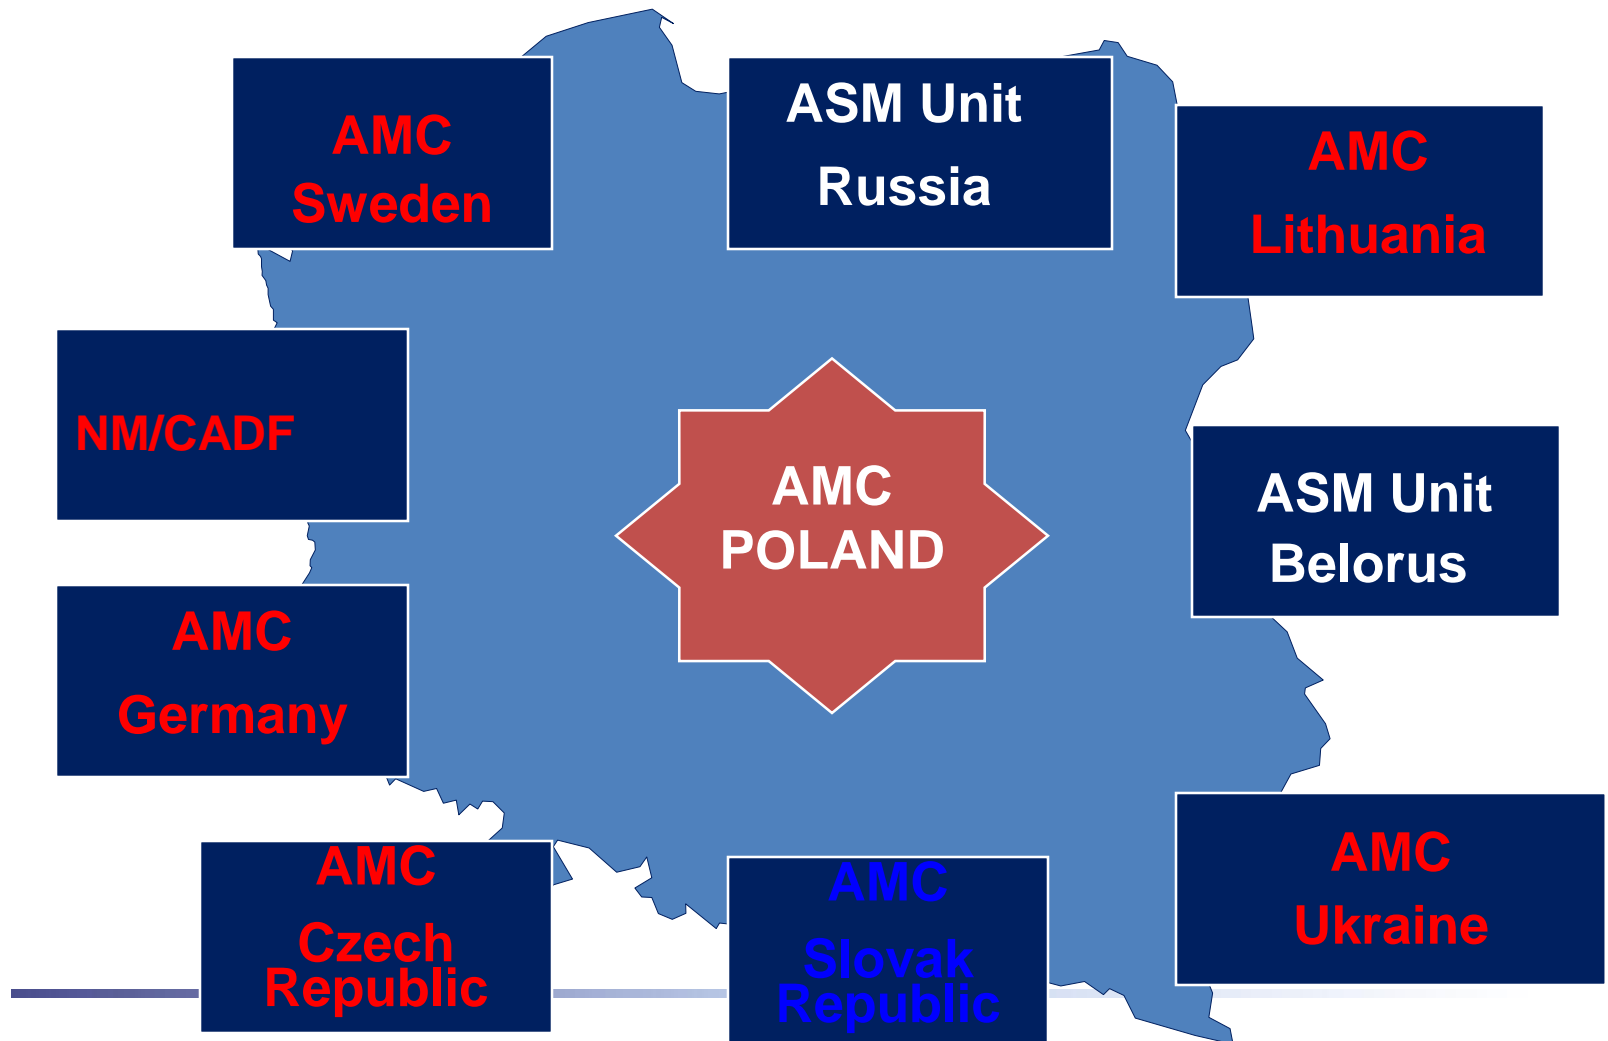 AMC
Sweden
ASM Unit
Russia
AMC
Lithuania
NM/CADF
AMC
POLAND
ASM Unit
Belorus
AMC
Germany
AMC
Czech
Republic
AMC
Slovak
Republic
AMC
Ukraine